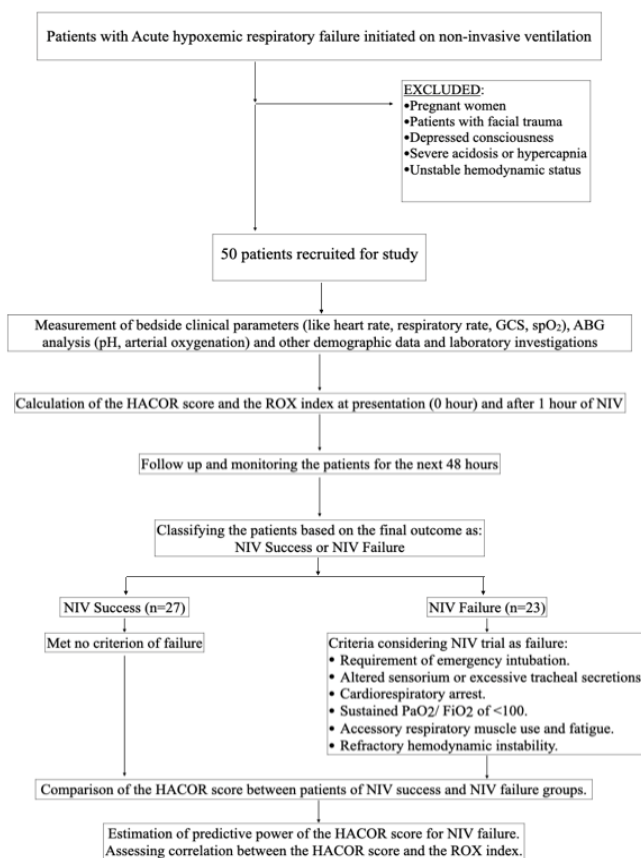 Patients with Acute hypoxemic respiratory failure initiated on non-invasive ventilation
EXCLUDED:
•Pregnant women
•Patients with facial trauma
•Depressed consciousness
•Severe acidosis or hypercapnia
•Unstable hemodynamic status
50 patients recruited for study
Measurement of bedside clinical parameters (like heart rate, respiratory rate, GCS, spO₂), ABG
analysis (pH, arterial oxygenation) and other demographic data and laboratory investigations
Calculation of the HACOR score and the ROX index at presentation (0 hour) and after 1 hour of NIV
Follow up and monitoring the patients for the next 48 hours
Classifying the patients based on the final outcome as:
NIV Success or NIV Failure
NIV Success (n=27)
Met no criterion of failure
NIV Failure (n=23)
Criteria considering NIV trial as failure:
• Requirement of emergency intubation.
• Altered sensorium or excessive tracheal secretions
• Cardiorespiratory arrest.
• Sustained PaO2/ FiO2 of <100.
• Accessory respiratory muscle use and fatigue.
• Refractory hemodynamic instability.
Comparison of the HACOR score between patients of NIV success and NIV failure groups.
Estimation of predictive power of the HACOR score for NIV failure.
Assessing correlation between the HACOR score and the ROX index.